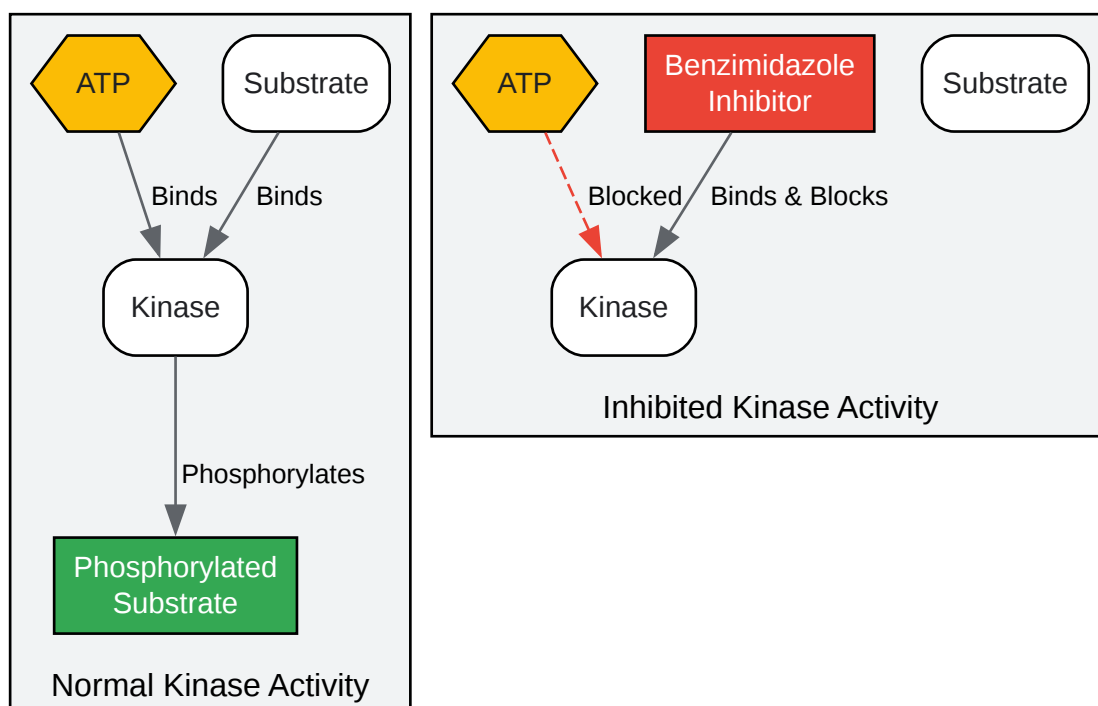 ATP
Substrate
Binds
Binds
Kinase
Phosphorylates
Phosphorylated
Substrate
Normal Kinase Activity
ATP
Benzimidazole
Inhibitor
Substrate
Blocked
Binds & Blocks
Kinase
Inhibited Kinase Activity